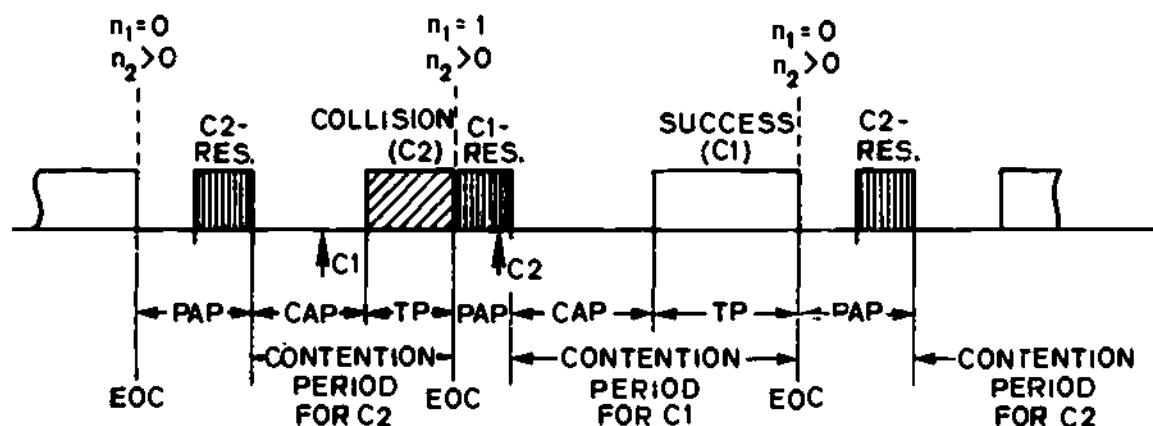 n₁=0
n₂>0
n₁=1
n₂>0
n₁=0
n₂>0
C2-
RES.
COLLISION
(C2)
C1-
RES.
SUCCESS
(C1)
C2-
RES.
C1
C2
PAP
CAP
TP
PAP
CAP
TP
PAP
EOC
CONTENTION
PERIOD
FOR C2
EOC
CONTENTION
PERIOD
FOR C1
EOC
CONTENTION
PERIOD
FOR C2